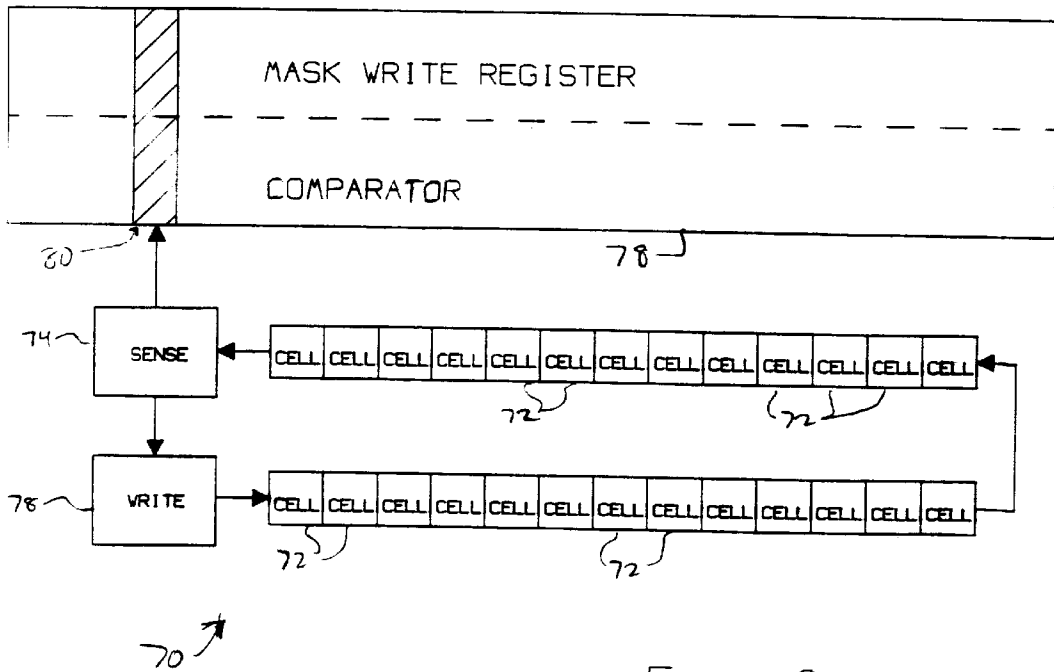 MASK WRITE REGISTER
COMPARATOR
80 78
74 SENSE CELL CELL CELL CELL CELL CELL CELL CELL CELL CELL CELL CELL CELL
72 72
78 WRITE CELL CELL CELL CELL CELL CELL CELL CELL CELL CELL CELL CELL CELL
72 72
70